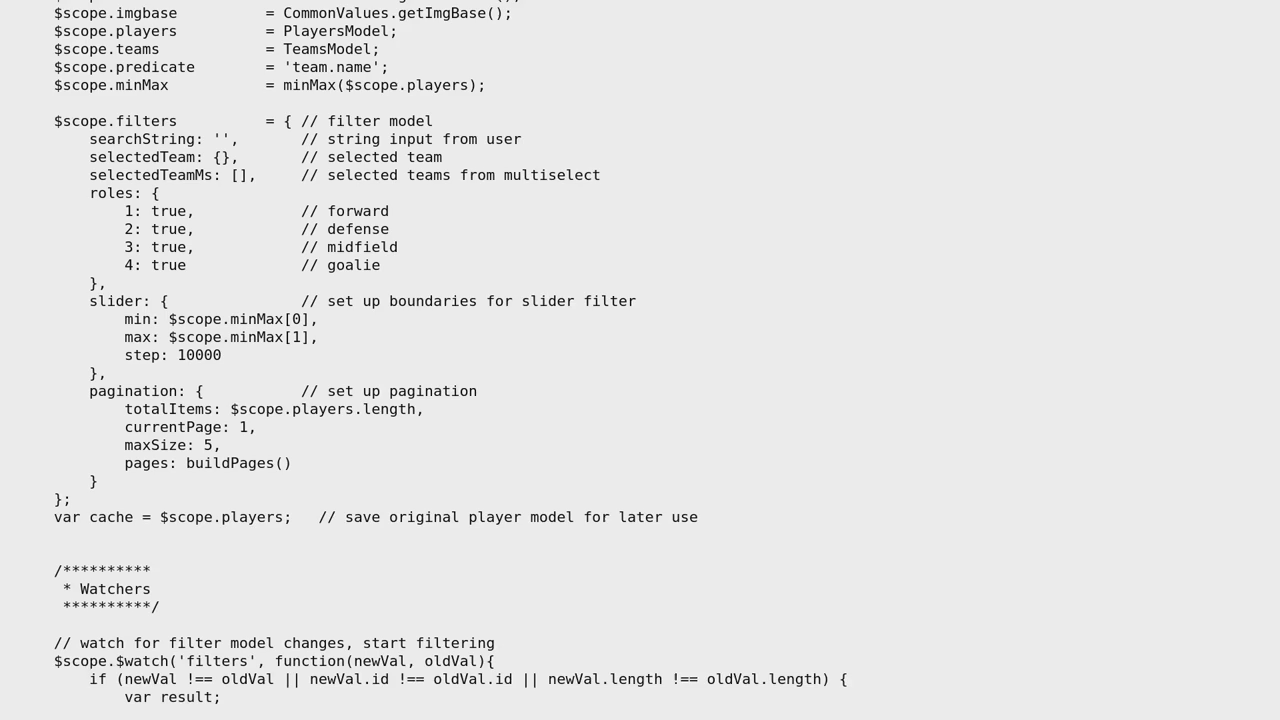 $scope.imgbase          = CommonValues.getImgBase();
$scope.players          = PlayersModel;
$scope.teams            = TeamsModel;
$scope.predicate        = 'team.name';
$scope.minMax           = minMax($scope.players);
$scope.filters          = { // filter model
    searchString: '',       // string input from user
    selectedTeam: {},       // selected team
    selectedTeamMs: [],     // selected teams from multiselect
    roles: {
        1: true,            // forward
        2: true,            // defense
        3: true,            // midfield
        4: true             // goalie
    },
    slider: {               // set up boundaries for slider filter
        min: $scope.minMax[0],
        max: $scope.minMax[1],
        step: 10000
    },
    pagination: {           // set up pagination
        totalItems: $scope.players.length,
        currentPage: 1,
        maxSize: 5,
        pages: buildPages()
    }
};
var cache = $scope.players;   // save original player model for later use
/**********
 * Watchers
 **********/
// watch for filter model changes, start filtering
$scope.$watch('filters', function(newVal, oldVal){
    if (newVal !== oldVal || newVal.id !== oldVal.id || newVal.length !== oldVal.length) {
        var result;